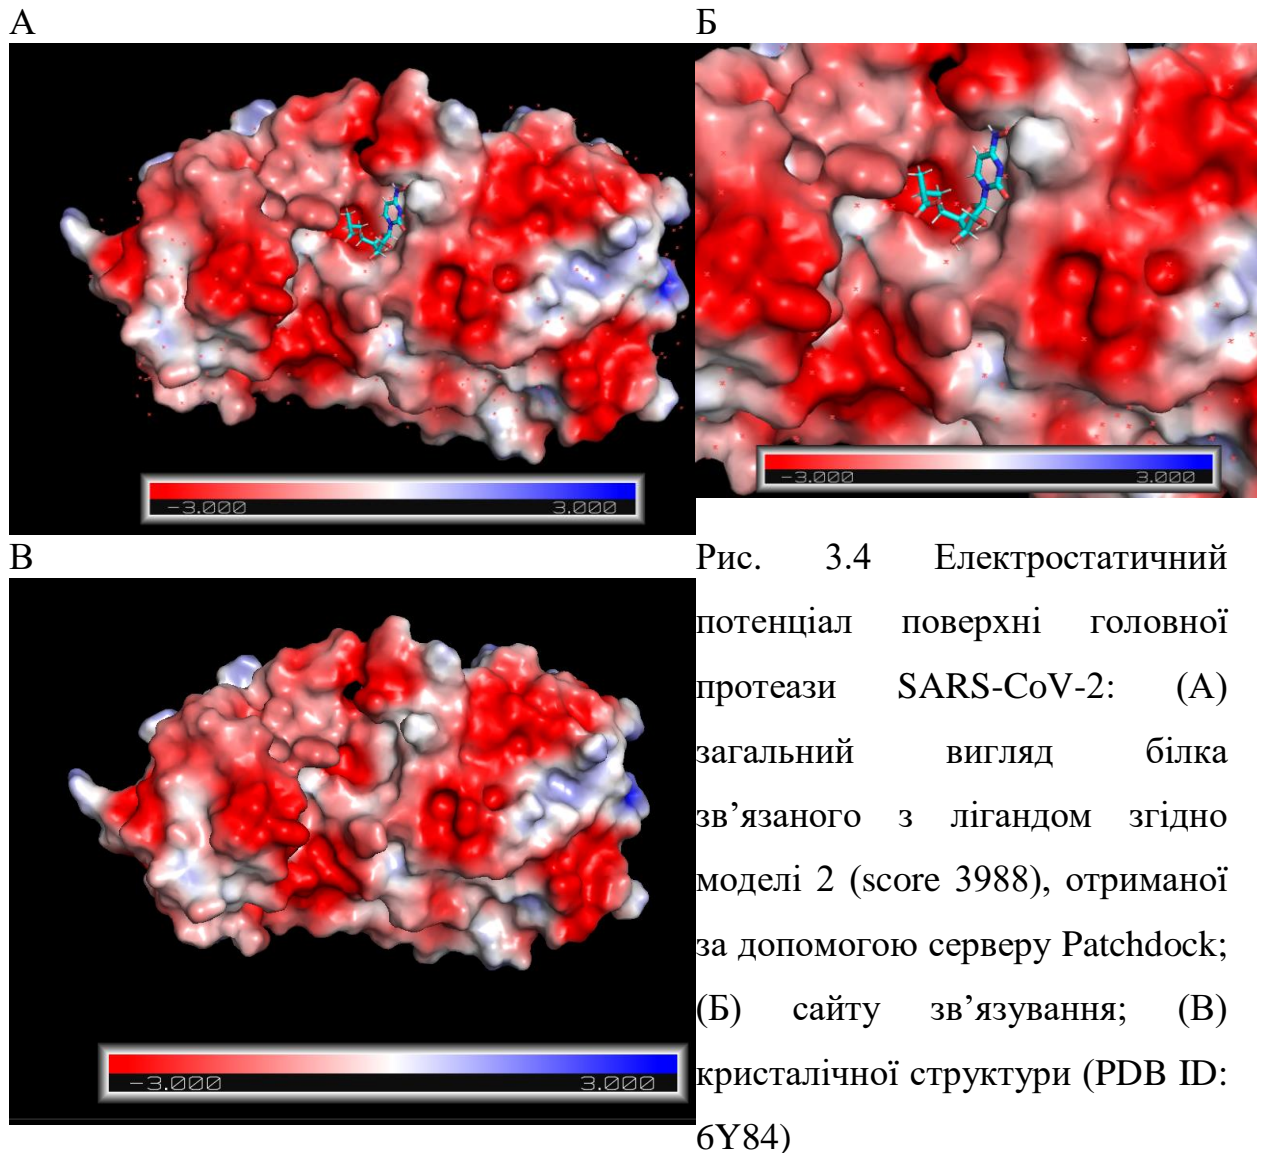 А
Б
−3.000 3.000
−3.000 3.000
В
Рис. 3.4 Електростатичний
потенціал поверхні головної
протеази SARS-CoV-2: (А)
загальний вигляд білка
зв’язаного з лігандом згідно
моделі 2 (score 3988), отриманої
за допомогою серверу Patchdock;
(Б) сайту зв’язування; (В)
кристалічної структури (PDB ID:
6Y84)
−3.000 3.000